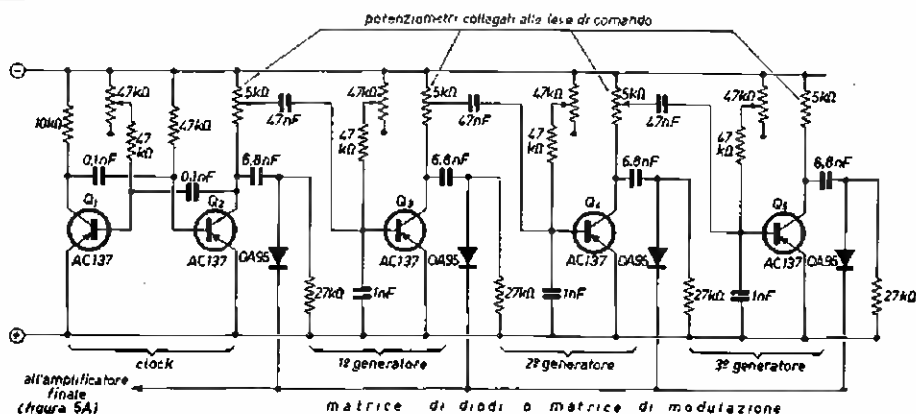 potenziometri collagati alla leva di comando
10kΩ
47kΩ
47kΩ
47kΩ
5kΩ
47nF
47kΩ
47kΩ
5kΩ
47nF
47kΩ
47kΩ
5kΩ
47nF
47kΩ
47kΩ
5kΩ
0,1nF
0,1nF
6,8nF
6,8nF
6,8nF
6,8nF
Q1
Q2
Q3
Q4
Q5
AC137
AC137
OA95
AC137
OA95
AC137
OA95
AC137
OA95
27kΩ
1nF
27kΩ
1nF
27kΩ
1nF
27kΩ
clock
1º generatore
2º generatore
3º generatore
all'amplificatore
finale
(figura 5A)
matrice di diodi o matrice di modulazione